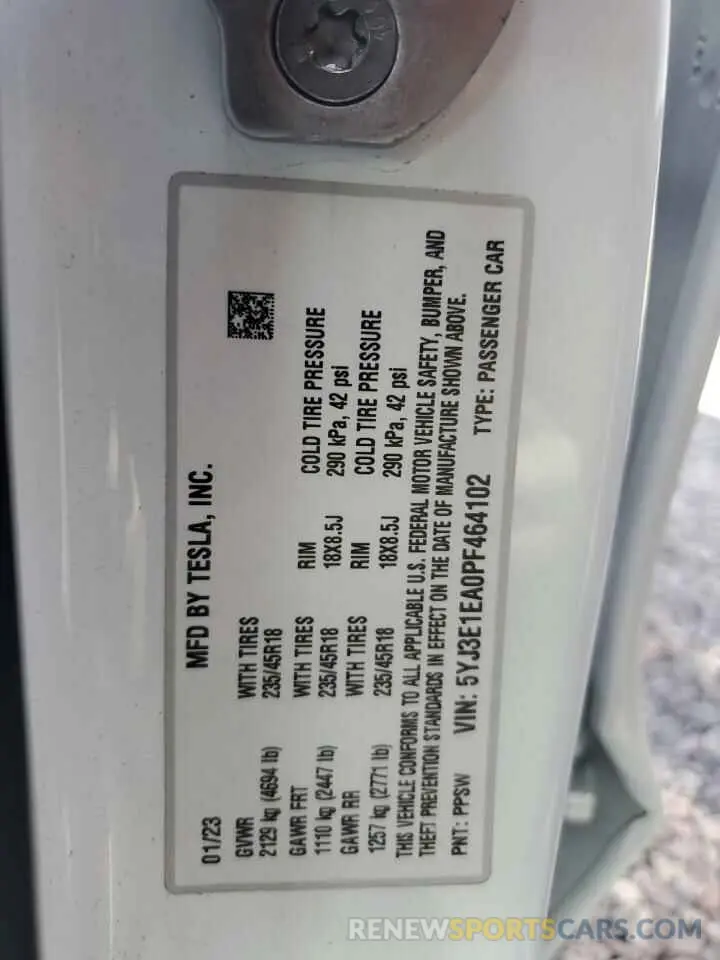 01/23 MFD BY TESLA, INC.
GVWR WITH TIRES RIM COLD TIRE PRESSURE
2129 kg (4694 lb) 235/45R18
GAWR FRT WITH TIRES RIM COLD TIRE PRESSURE
1110 kg (2447 lb) 235/45R18 18X8.5J 290 kPa, 42 psi
GAWR RR WITH TIRES RIM COLD TIRE PRESSURE
1257 kg (2771 lb) 235/45R18 18X8.5J 290 kPa, 42 psi
THIS VEHICLE CONFORMS TO ALL APPLICABLE U.S. FEDERAL MOTOR VEHICLE SAFETY, BUMPER, AND
THEFT PREVENTION STANDARDS IN EFFECT ON THE DATE OF MANUFACTURE SHOWN ABOVE.
PNT: PPSW VIN: 5YJ3E1EA0PF464102 TYPE: PASSENGER CAR
RENEWSPORTSCARS.COM